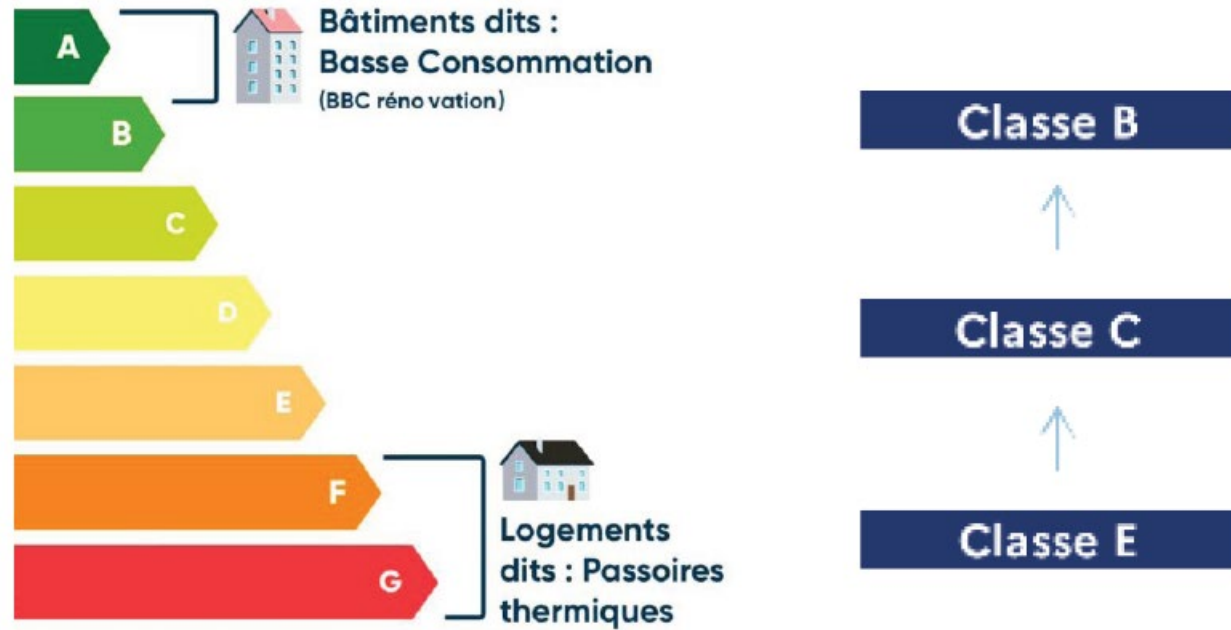 A
Bâtiments dits :
Basse Consommation
(BBC réno vation)
B
C
D
E
F
G
Logements
dits : Passoires
thermiques
Classe B
Classe C
Classe E